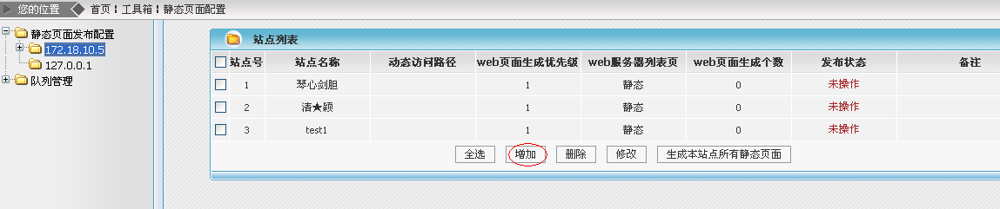 您的位置 首页 ┆ 工具箱 ┆ 静态页面配置
静态页面发布配置
172.18.10.5
127.0.0.1
队列管理
站点列表
站点号 站点名称 动态访问路径 web页面生成优先级 web服务器列表页 web页面生成个数 发布状态 备注
1 琴心剑胆 1 静态 0 未操作
2 清★颖 1 静态 0 未操作
3 test1 1 静态 0 未操作
全选 增加 删除 修改 生成本站点所有静态页面